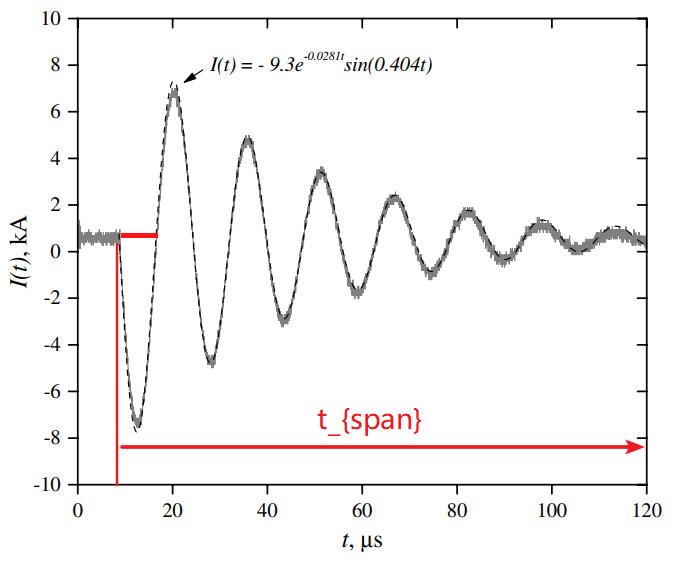 10
8
6
4
2
0
-2
-4
-6
-8
-10
I(t), kA
I(t) = - 9.3e^-0.0281t sin(0.404t)
t_{span}
0 20 40 60 80 100 120
t, μs